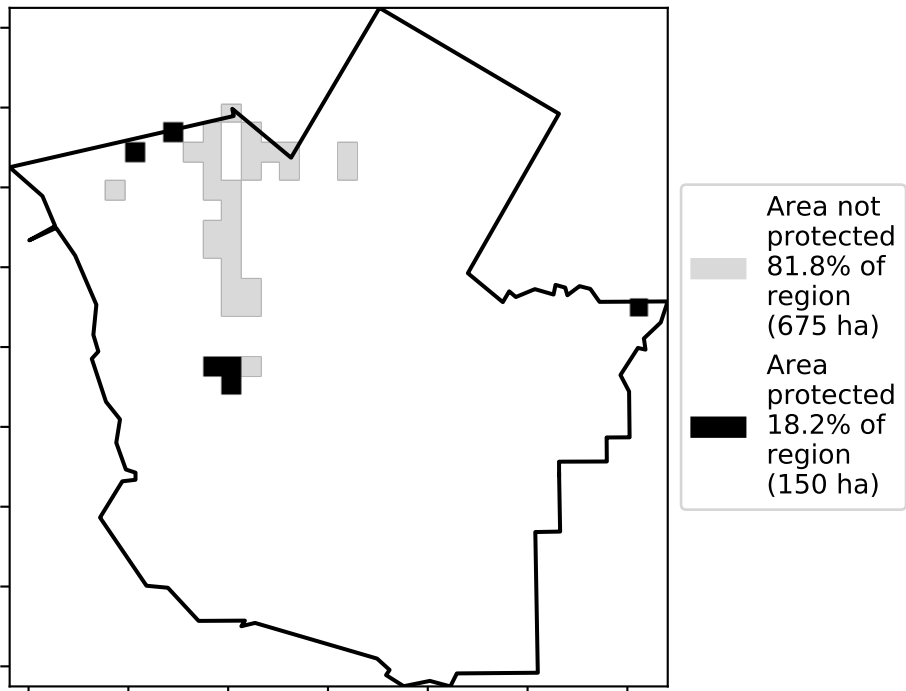 Area not
protected
81.8% of
region
(675 ha)
Area
protected
18.2% of
region
(150 ha)